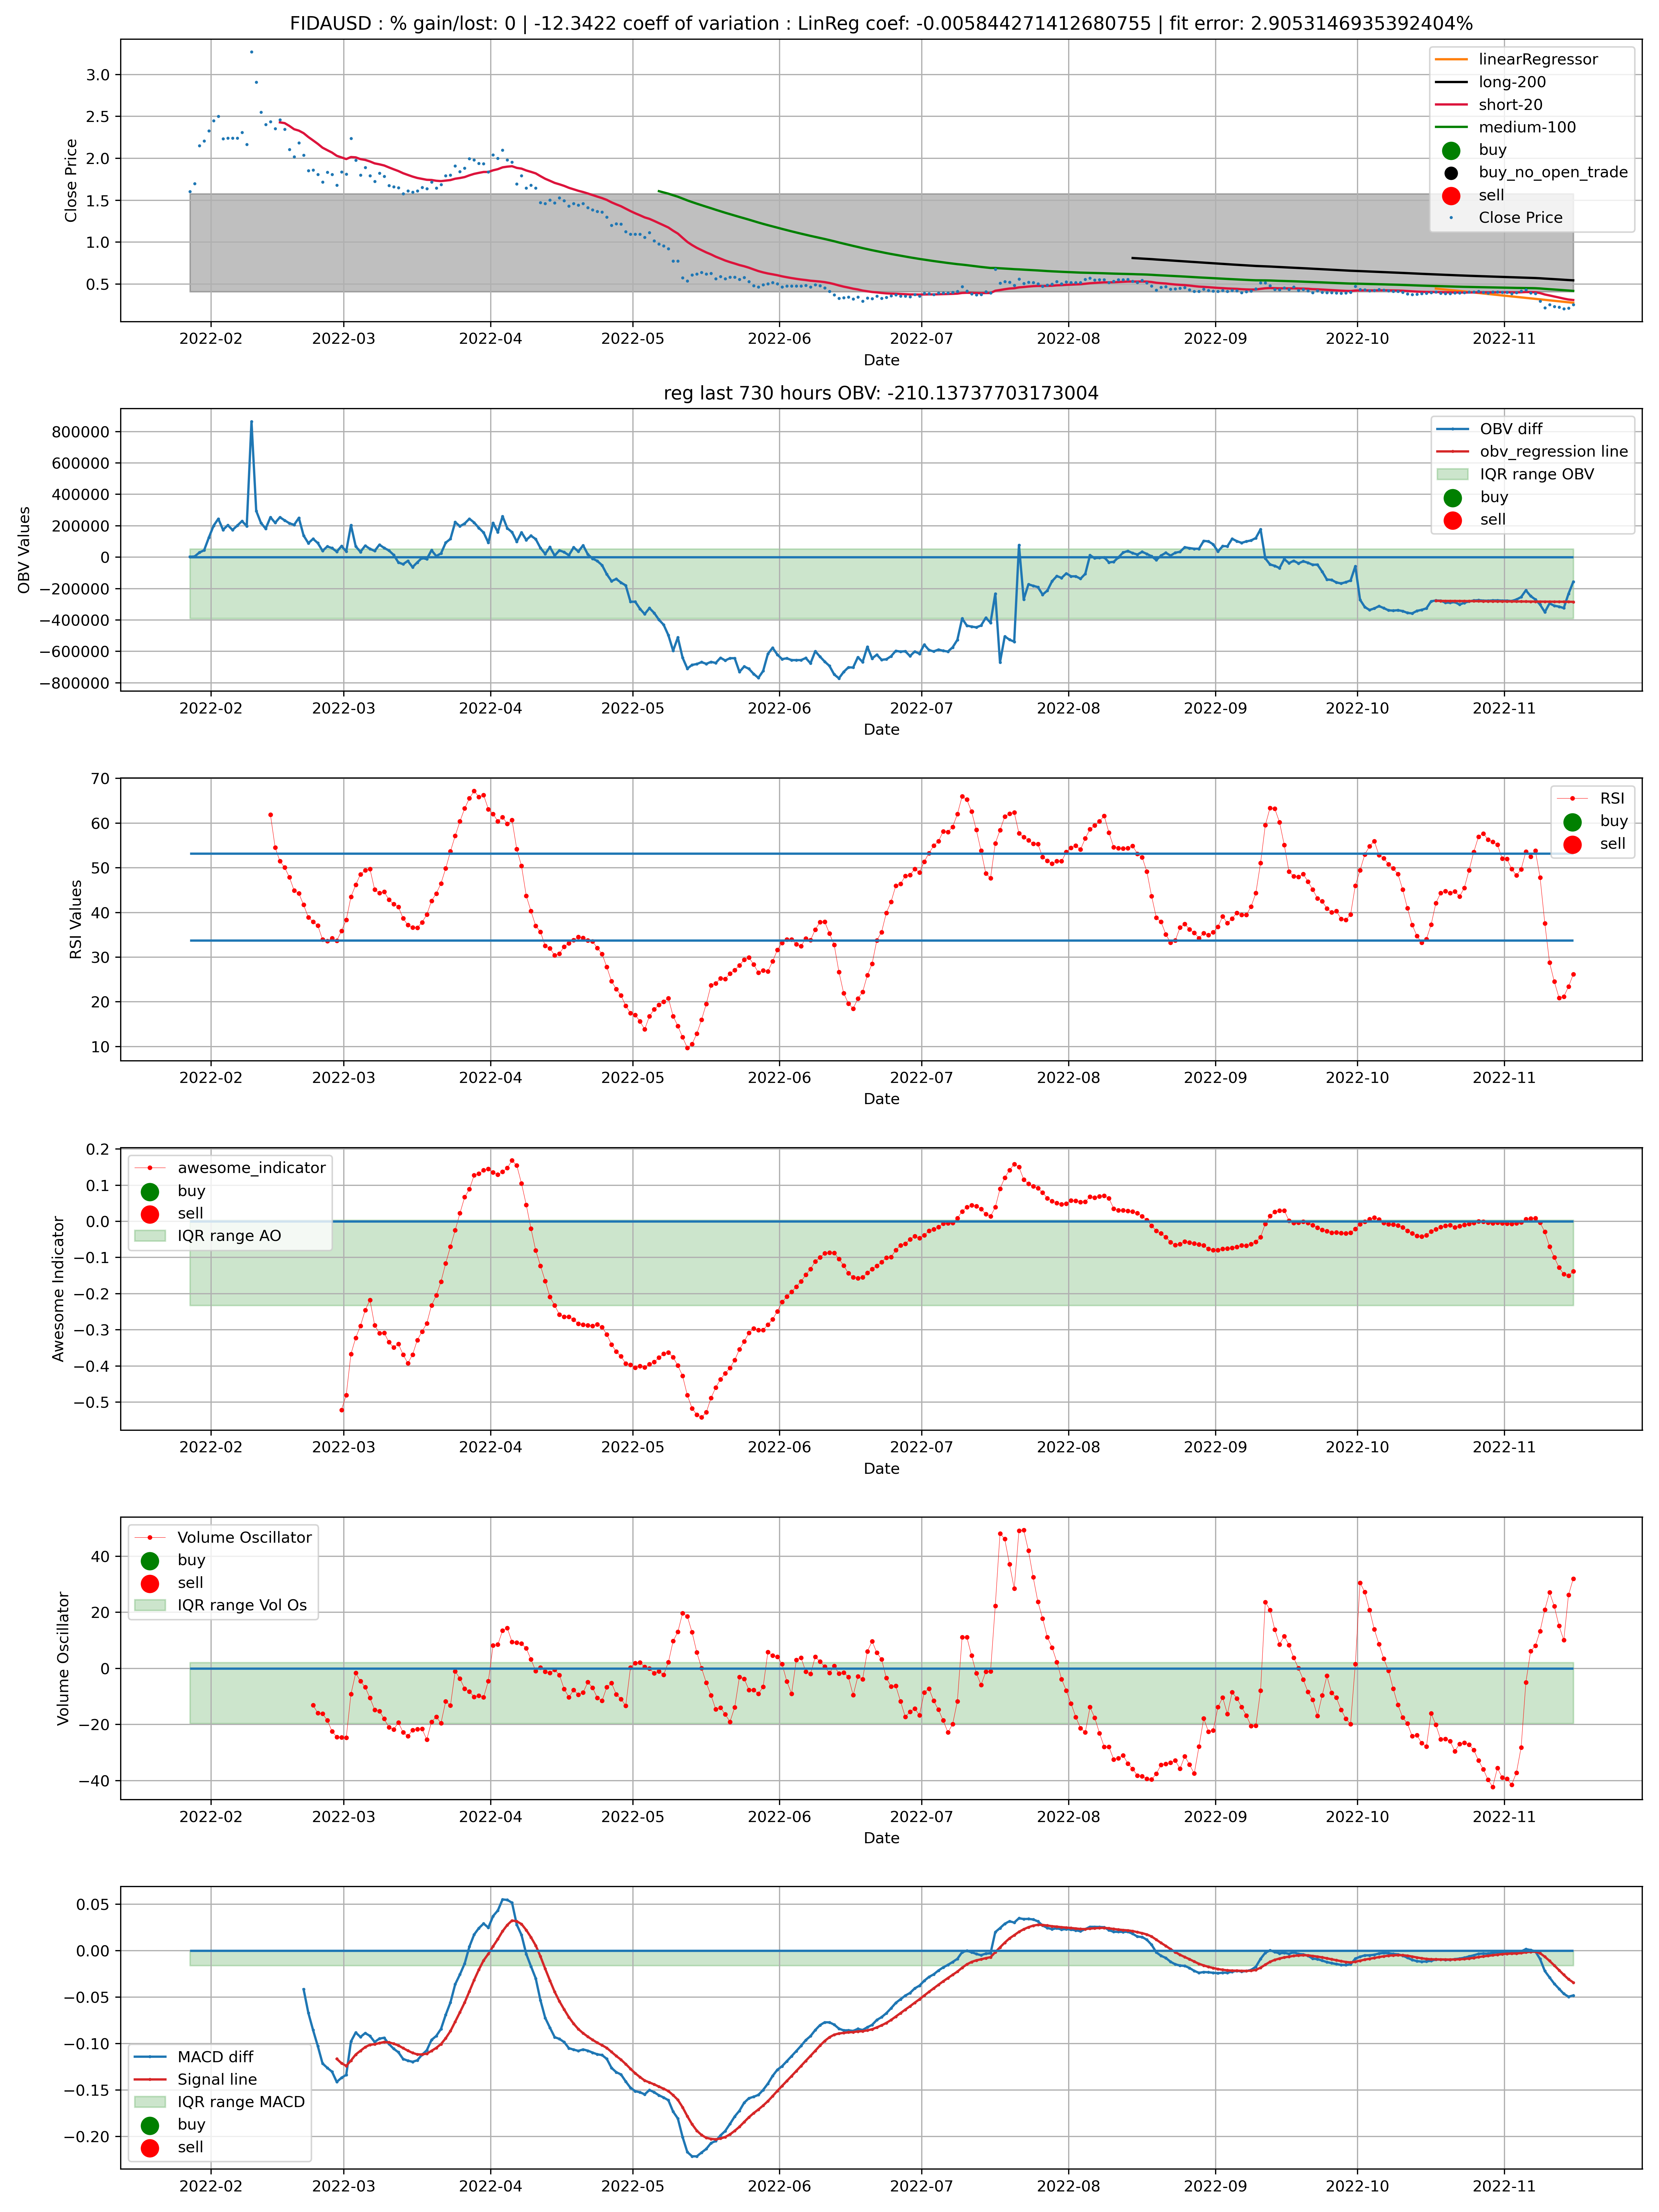 FIDAUSD : % gain/lost: 0 | -12.3422 coeff of variation : LinReg coef: -0.005844271412680755 | fit error: 2.9053146935392404%
Close Price
3.0
2.5
2.0
1.5
1.0
0.5
linearRegressor
long-200
short-20
medium-100
buy
buy_no_open_trade
sell
Close Price
2022-02 2022-03 2022-04 2022-05 2022-06 2022-07 2022-08 2022-09 2022-10 2022-11
Date
reg last 730 hours OBV: -210.13737703173004
OBV Values
800000
600000
400000
200000
0
−200000
−400000
−600000
−800000
OBV diff
obv_regression line
IQR range OBV
buy
sell
2022-02 2022-03 2022-04 2022-05 2022-06 2022-07 2022-08 2022-09 2022-10 2022-11
Date
RSI Values
70
60
50
40
30
20
10
RSI
buy
sell
2022-02 2022-03 2022-04 2022-05 2022-06 2022-07 2022-08 2022-09 2022-10 2022-11
Date
Awesome Indicator
0.2
0.1
0.0
−0.1
−0.2
−0.3
−0.4
−0.5
awesome_indicator
buy
sell
IQR range AO
2022-02 2022-03 2022-04 2022-05 2022-06 2022-07 2022-08 2022-09 2022-10 2022-11
Date
Volume Oscillator
40
20
0
−20
−40
Volume Oscillator
buy
sell
IQR range Vol Os
2022-02 2022-03 2022-04 2022-05 2022-06 2022-07 2022-08 2022-09 2022-10 2022-11
Date
0.05
0.00
−0.05
−0.10
−0.15
−0.20
MACD diff
Signal line
IQR range MACD
buy
sell
2022-02 2022-03 2022-04 2022-05 2022-06 2022-07 2022-08 2022-09 2022-10 2022-11